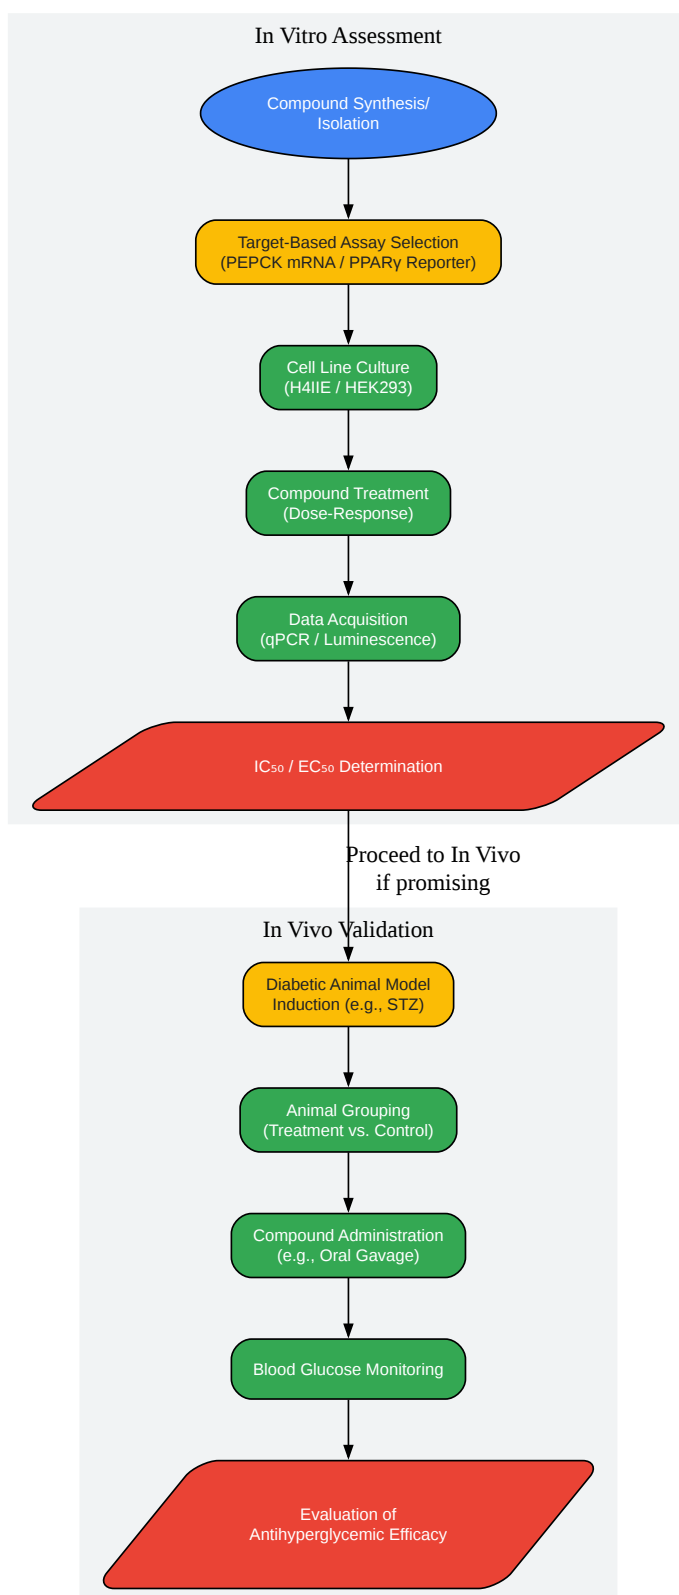 In Vitro Assessment
Compound Synthesis/
Isolation
Target-Based Assay Selection
(PEPCK mRNA / PPARγ Reporter)
Cell Line Culture
(H4IIE / HEK293)
Compound Treatment
(Dose-Response)
Data Acquisition
(qPCR / Luminescence)
IC₅₀ / EC₅₀ Determination
Proceed to In Vivo
if promising
In Vivo Validation
Diabetic Animal Model
Induction (e.g., STZ)
Animal Grouping
(Treatment vs. Control)
Compound Administration
(e.g., Oral Gavage)
Blood Glucose Monitoring
Evaluation of
Antihyperglycemic Efficacy